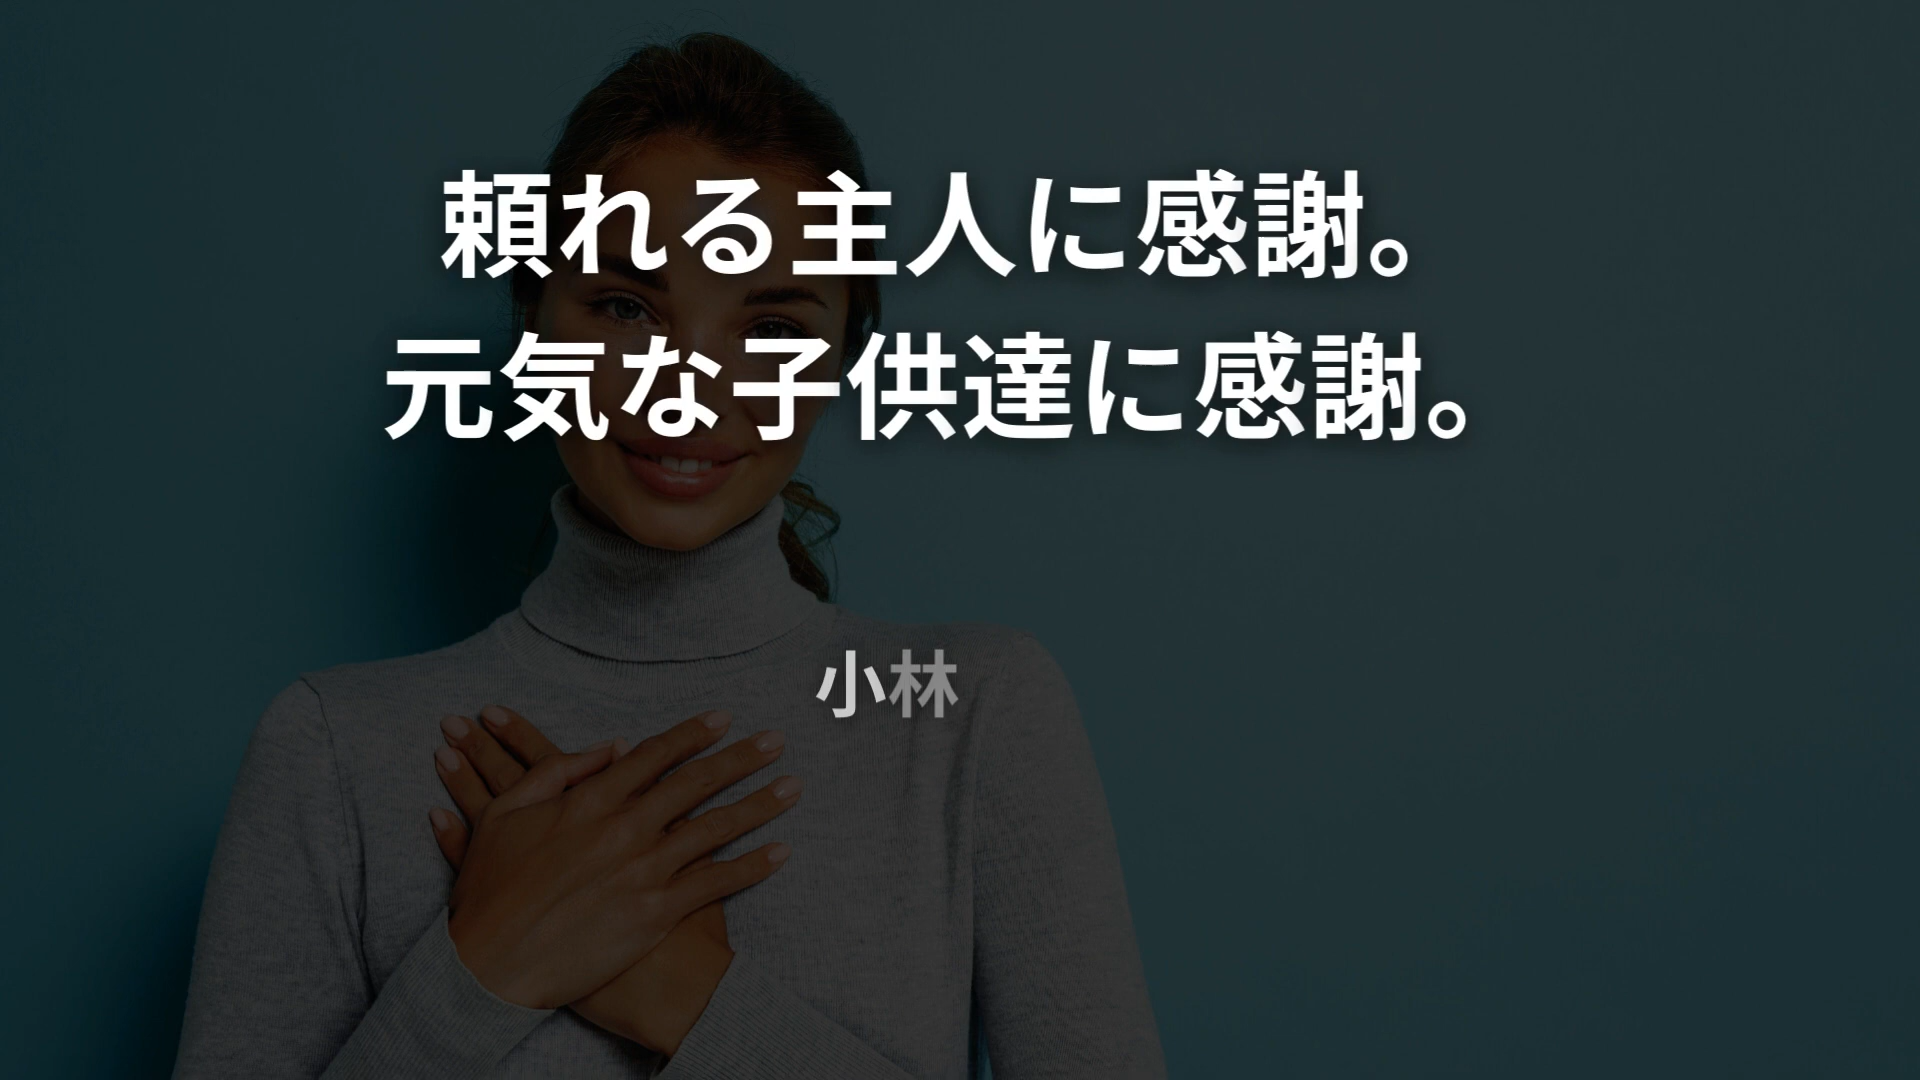 頼れる主人に感謝。
元気な子供達に感謝。
小林